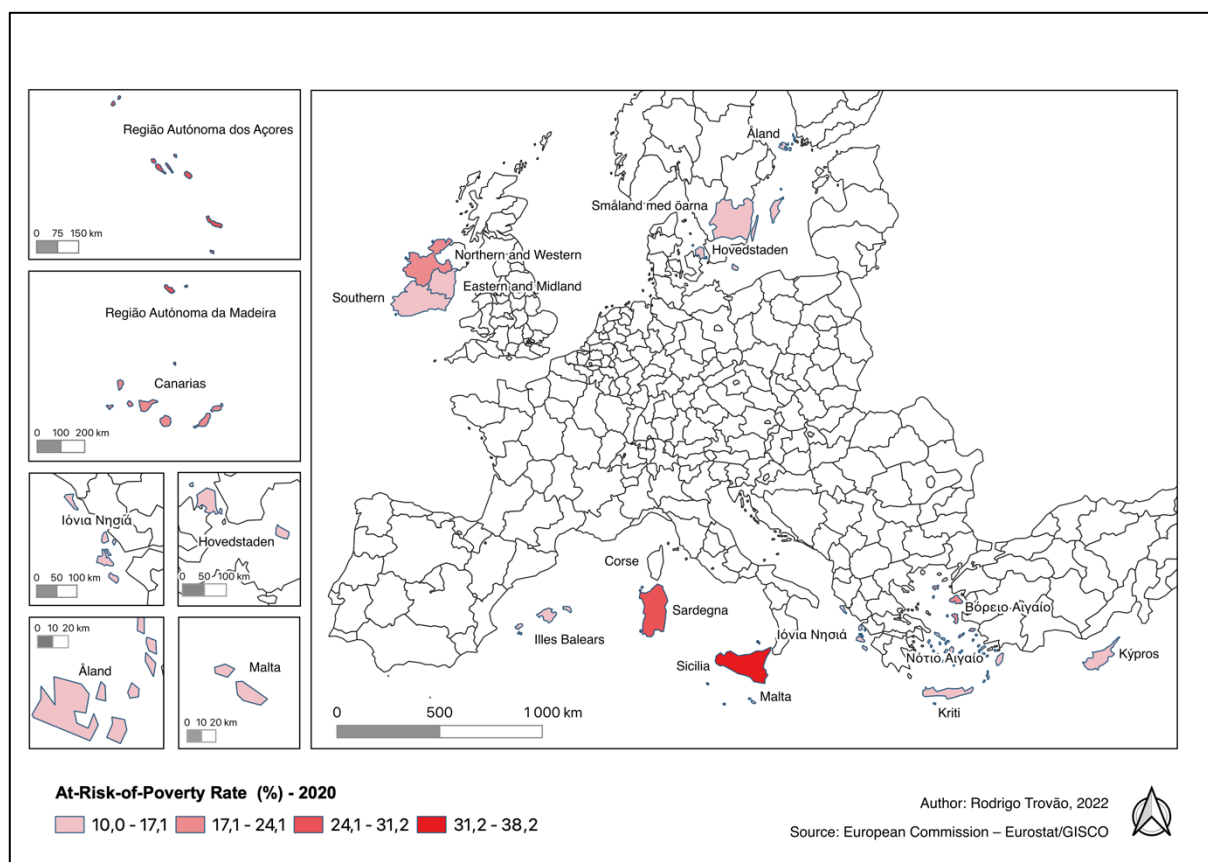 Região Autónoma dos Açores
0 75 150 km
Região Autónoma da Madeira
Canarias
0 100 200 km
Ιόνια Νησιά
0 50 100 km
Hovedstaden
0 50 100 km
0 10 20 km
Åland
Malta
0 10 20 km
Åland
Småland med öarna
Hovedstaden
Northern and Western
Eastern and Midland
Southern
Corse
Sardegna
Illes Balears
Ιόνια Νησιά
Sicilia
Malta
Βόρειο Αιγαίο
Νότιο Αιγαίο
Kýpros
Kriti
0 500 1 000 km
At-Risk-of-Poverty Rate (%) - 2020
10,0 - 17,1 17,1 - 24,1 24,1 - 31,2 31,2 - 38,2
Author: Rodrigo Trovão, 2022
Source: European Commission – Eurostat/GISCO